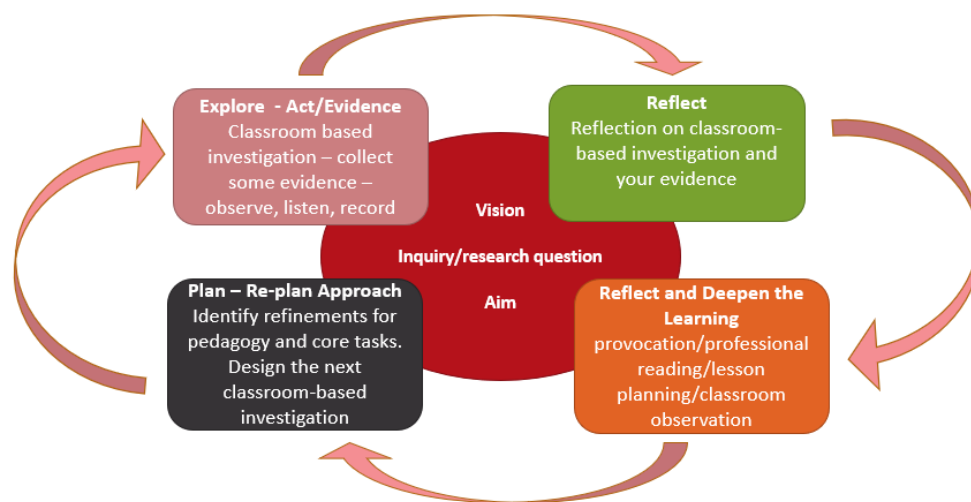 Explore - Act/Evidence
Classroom based
investigation – collect
some evidence –
observe, listen, record
Reflect
Reflection on classroom-
based investigation and
your evidence
Vision
Inquiry/research question
Aim
Plan – Re-plan Approach
Identify refinements for
pedagogy and core tasks.
Design the next
classroom-based
investigation
Reflect and Deepen the
Learning
provocation/professional
reading/lesson
planning/classroom
observation